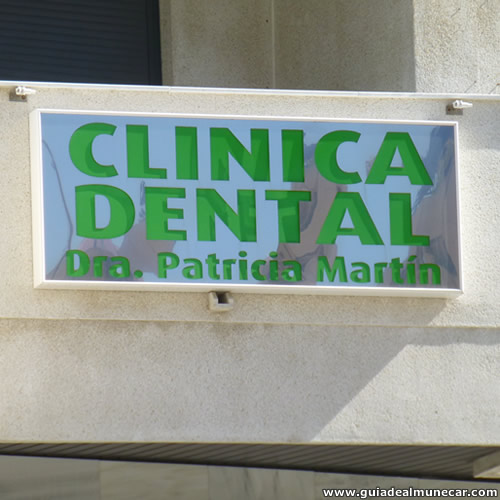 CLINICA
DENTAL
Dra. Patricia Martín
www.guiadealmunecar.com